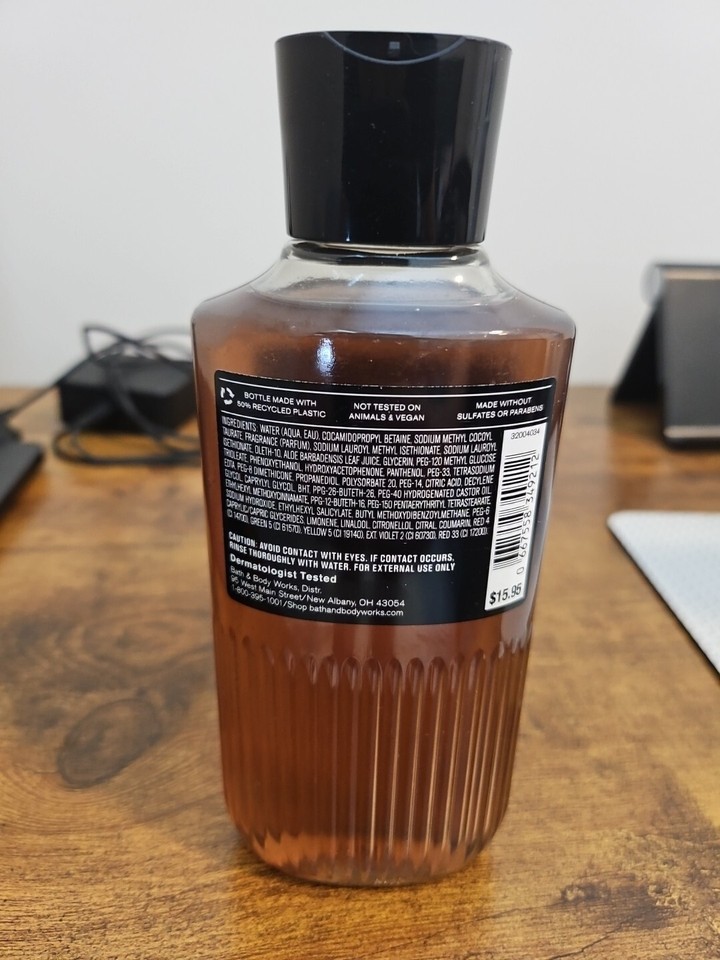 BOTTLE MADE WITH
50% RECYCLED PLASTIC
NOT TESTED ON
ANIMALS & VEGAN
MADE WITHOUT
SULFATES OR PARABENS
INGREDIENTS: WATER (AQUA, EAU), COCAMIDOPROPYL BETAINE, SODIUM METHYL COCOYL
TAURATE, FRAGRANCE (PARFUM), SODIUM LAUROYL METHYL ISETHIONATE, SODIUM LAUROYL
ISETHIONATE, OLETH-10, ALOE BARBADENSIS LEAF JUICE, GLYCERIN, PEG-120 METHYL GLUCOSE
TRIOLEATE, PHENOXYETHANOL, HYDROXYACETOPHENONE, PANTHENOL, PEG-33, TETRASODIUM
EDTA, PEG-8 DIMETHICONE, PROPANEDIOL, POLYSORBATE 20, PEG-14, CITRIC ACID, DECYLENE
GLYCOL, CAPRYLYL GLYCOL, BHT, PPG-26-BUTETH-26, PEG-40 HYDROGENATED CASTOR OIL,
ETHYLHEXYL METHOXYCINNAMATE, PPG-12-BUTETH-16, PEG-150 PENTAERYTHRITYL TETRASTEARATE,
SODIUM HYDROXIDE, ETHYLHEXYL SALICYLATE, BUTYL METHOXYDIBENZOYLMETHANE, PEG-6
CAPRYLIC/CAPRIC GLYCERIDES, LIMONENE, LINALOOL, CITRONELLOL, CITRAL, COUMARIN, RED 4
(CI 14700), GREEN 5 (CI 61570), YELLOW 5 (CI 19140), EXT. VIOLET 2 (CI 60730), RED 33 (CI 17200).
CAUTION: AVOID CONTACT WITH EYES. IF CONTACT OCCURS,
RINSE THOROUGHLY WITH WATER. FOR EXTERNAL USE ONLY
Dermatologist Tested
Bath & Body Works, Distr.
95 West Main Street/New Albany, OH 43054
1-800-395-1001/Shop bathandbodyworks.com
32004034
0 667558 349212
$15.95